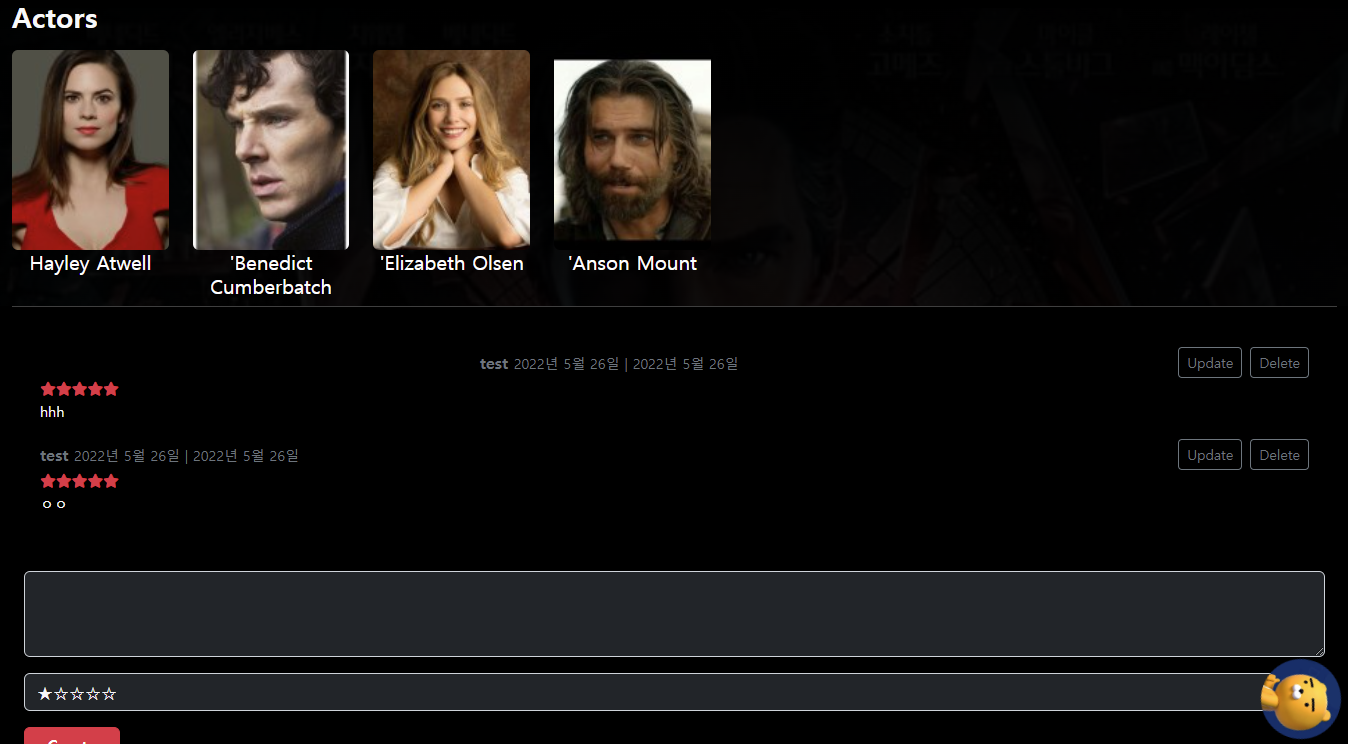 Actors
Hayley Atwell
'Benedict Cumberbatch
'Elizabeth Olsen
'Anson Mount
test 2022년 5월 26일 | 2022년 5월 26일
Update
Delete
★★★★★
hhh
test 2022년 5월 26일 | 2022년 5월 26일
Update
Delete
★★★★★
ㅇㅇ
★☆☆☆☆